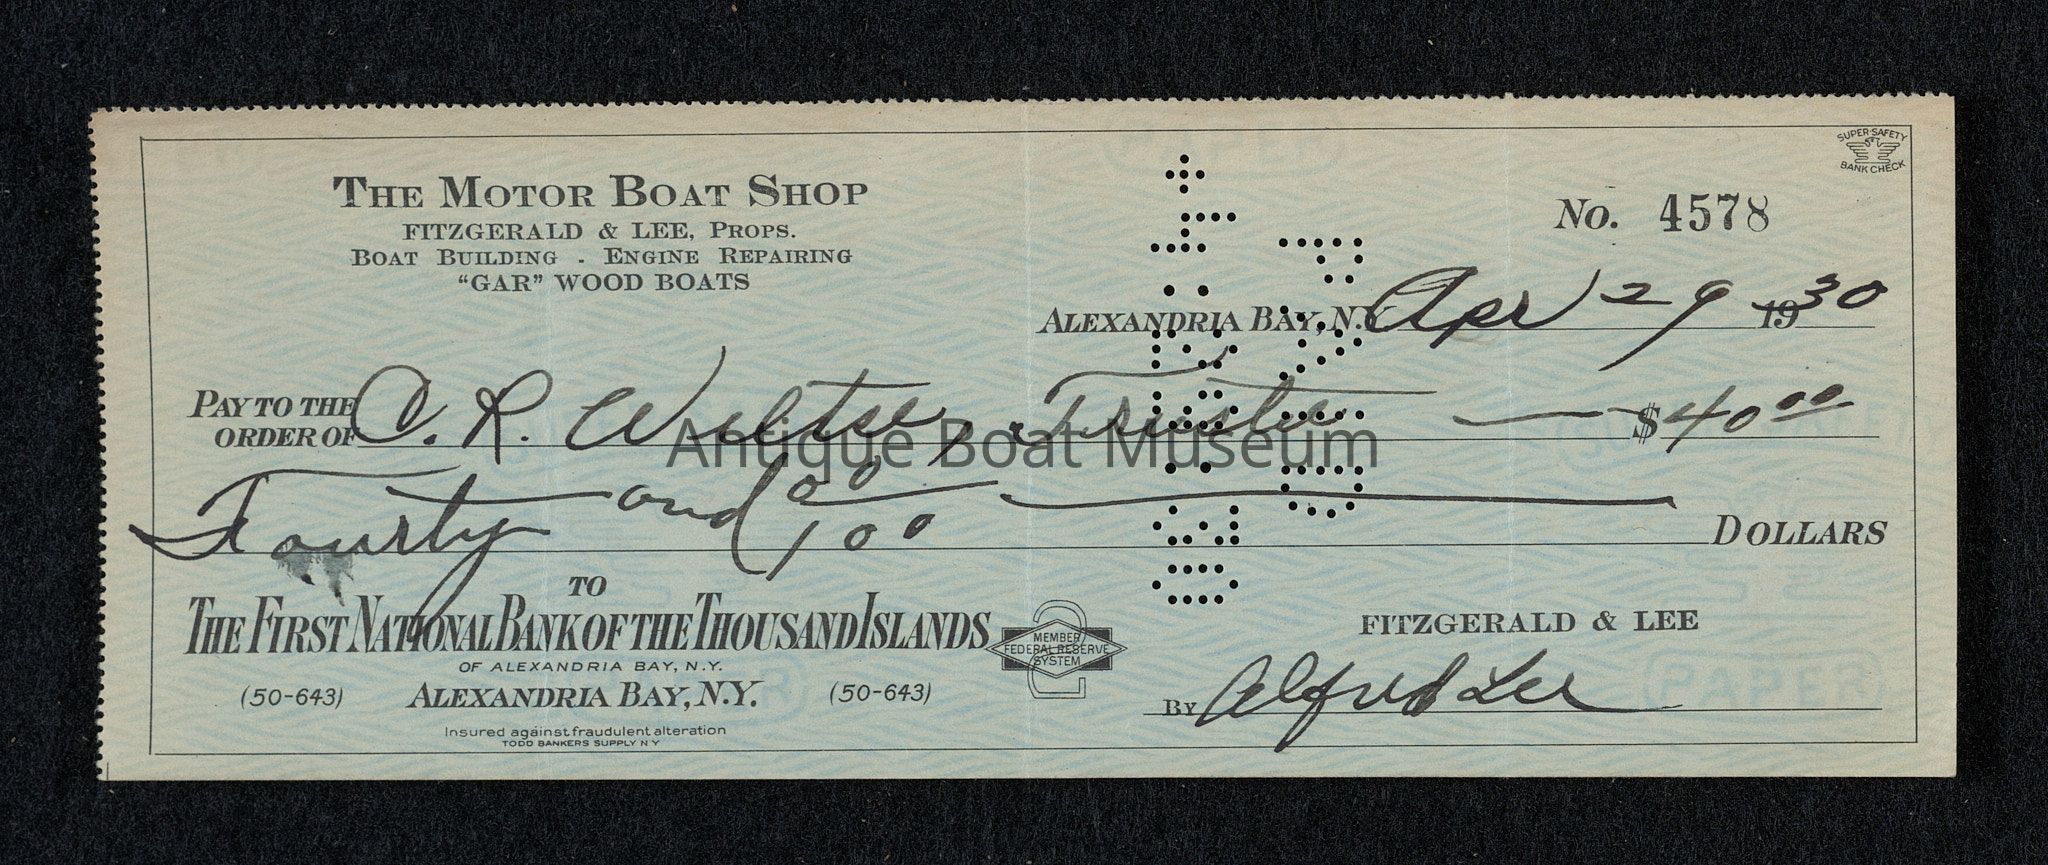 SUPER-SAFETY
BANK CHECK
THE MOTOR BOAT SHOP
FITZGERALD & LEE, PROPS.
BOAT BUILDING - ENGINE REPAIRING
"GAR" WOOD BOATS
No. 4578
ALEXANDRIA BAY, N.Y. Apr 29 1930
PAY TO THE
ORDER OF C. R. Trustee $40 00
Antique Boat Museum
Fourty and 00/100 DOLLARS
TO
THE FIRST NATIONAL BANK OF THE THOUSAND ISLANDS
OF ALEXANDRIA BAY, N.Y.
(50-643) ALEXANDRIA BAY, N.Y. (50-643)
Insured against fraudulent alteration
TODD BANKERS SUPPLY N Y
2
MEMBER
FEDERAL RESERVE
SYSTEM
FITZGERALD & LEE
BY Alfred Lee
PAPER